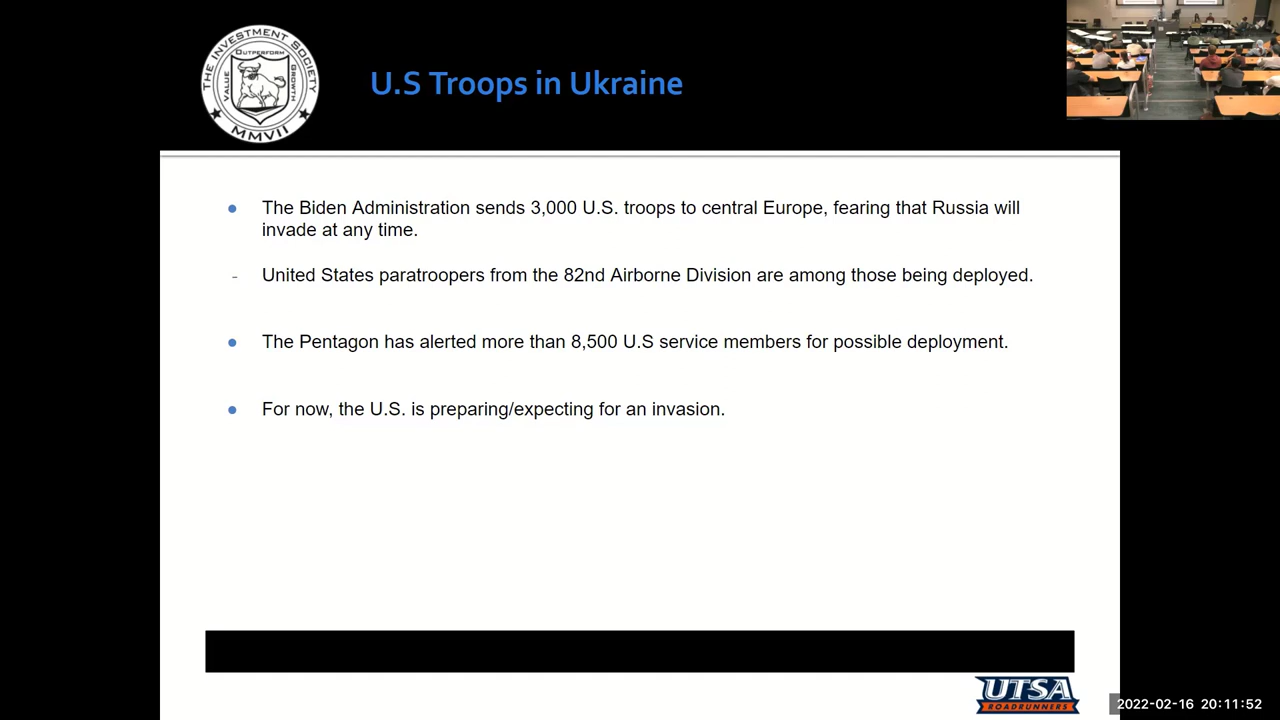 THE INVESTMENT SOCIETY
OUTPERFORM
VALUE
GROWTH
MMVII
U.S Troops in Ukraine
The Biden Administration sends 3,000 U.S. troops to central Europe, fearing that Russia will
invade at any time.
- United States paratroopers from the 82nd Airborne Division are among those being deployed.
The Pentagon has alerted more than 8,500 U.S service members for possible deployment.
For now, the U.S. is preparing/expecting for an invasion.
UTSA
ROADRUNNERS
2022-02-16 20:11:52